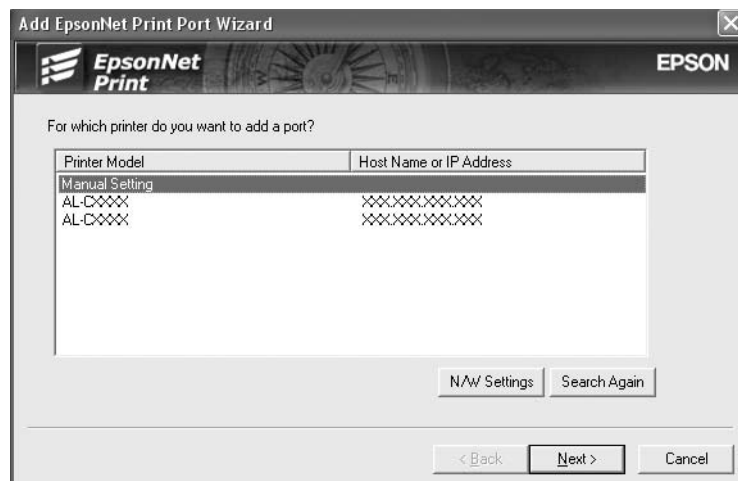 Add EpsonNet Print Port Wizard
EpsonNet
Print
EPSON
For which printer do you want to add a port?
Printer Model Host Name or IP Address
Manual Setting
AL-CXXXX XXX.XXX.XXX.XXX
AL-CXXXX XXX.XXX.XXX.XXX
N/W Settings Search Again
< Back Next > Cancel